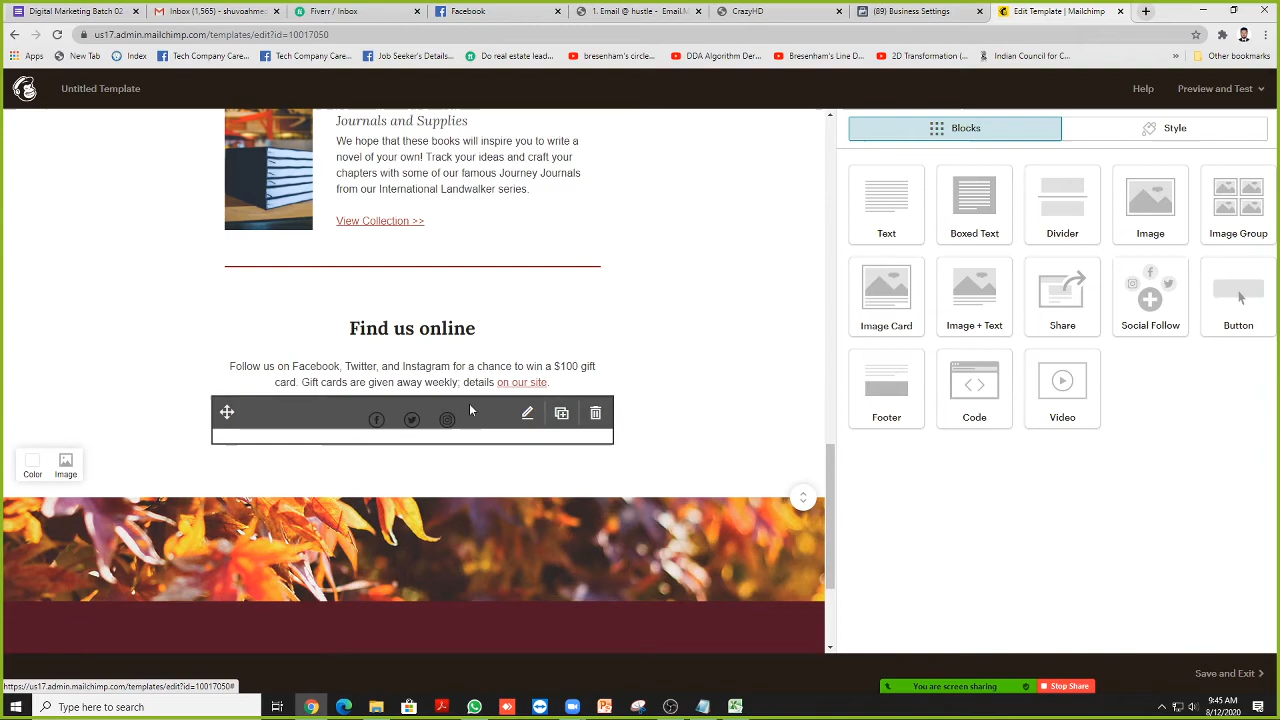 Digital Marketing Batch 02
Inbox (1,565) - shuvoahmec
Fiverr / Inbox
Facebook
1. Email @ hustle - Email.M
CrazyHD
(89) Business Settings
Edit Template | Mailchimp
us17.admin.mailchimp.com/templates/edit?id=10017050
Apps
New Tab
Index
Tech Company Care...
Tech Company Care...
Job Seeker's Details...
Do real estate lead...
bresenham's circle...
DDA Algorithm Der...
Bresenham's Line D...
2D Transformation (...
Indian Council for C...
»
Other bookmarks
Untitled Template
Help
Preview and Test
Journals and Supplies
We hope that these books will inspire you to write a
novel of your own! Track your ideas and craft your
chapters with some of our famous Journey Journals
from our International Landwalker series.
View Collection >>
Find us online
Follow us on Facebook, Twitter, and Instagram for a chance to win a $100 gift
card. Gift cards are given away weekly; details on our site.
Color
Image
Blocks
Style
Text
Boxed Text
Divider
Image
Image Group
Image Card
Image + Text
Share
Social Follow
Button
Footer
Code
Video
Save and Exit
https://us17.admin.mailchimp.com/templates/edit?id=10017050#
You are screen sharing
Stop Share
Type here to search
9:45 AM
8/12/2020